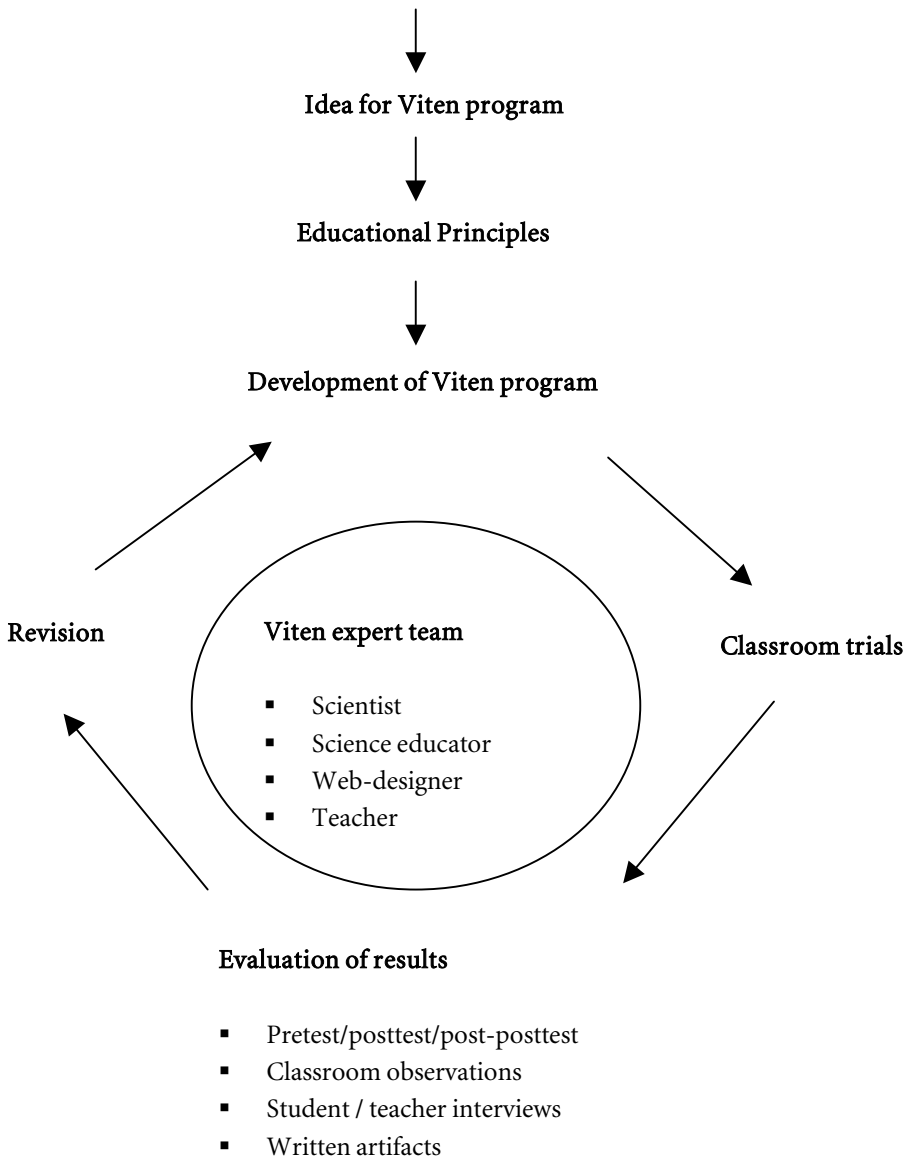 Idea for Viten program
Educational Principles
Development of Viten program
Revision
Viten expert team
Classroom trials
▪ Scientist
▪ Science educator
▪ Web-designer
▪ Teacher
Evaluation of results
▪ Pretest/posttest/post-posttest
▪ Classroom observations
▪ Student / teacher interviews
▪ Written artifacts